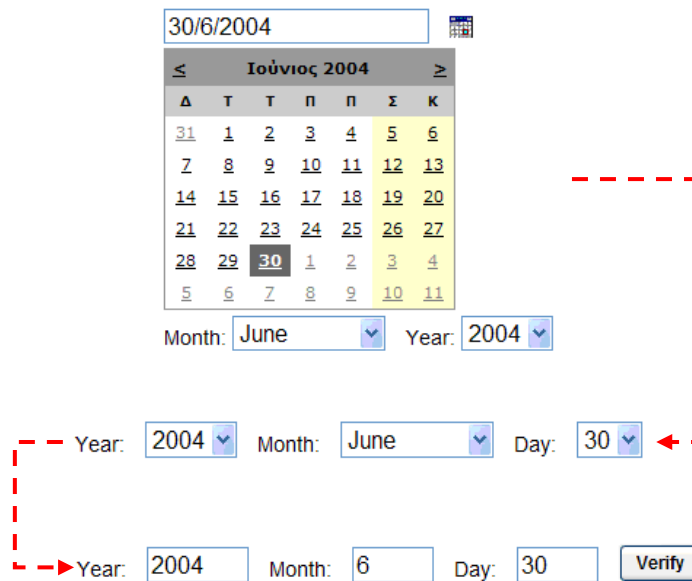 30/6/2004
< Ιούνιος 2004 >
Δ Τ Τ Π Π Σ Κ
31 1 2 3 4 5 6
7 8 9 10 11 12 13
14 15 16 17 18 19 20
21 22 23 24 25 26 27
28 29 30 1 2 3 4
5 6 7 8 9 10 11
Month: June Year: 2004
Year: 2004 Month: June Day: 30
Year: 2004 Month: 6 Day: 30 Verify